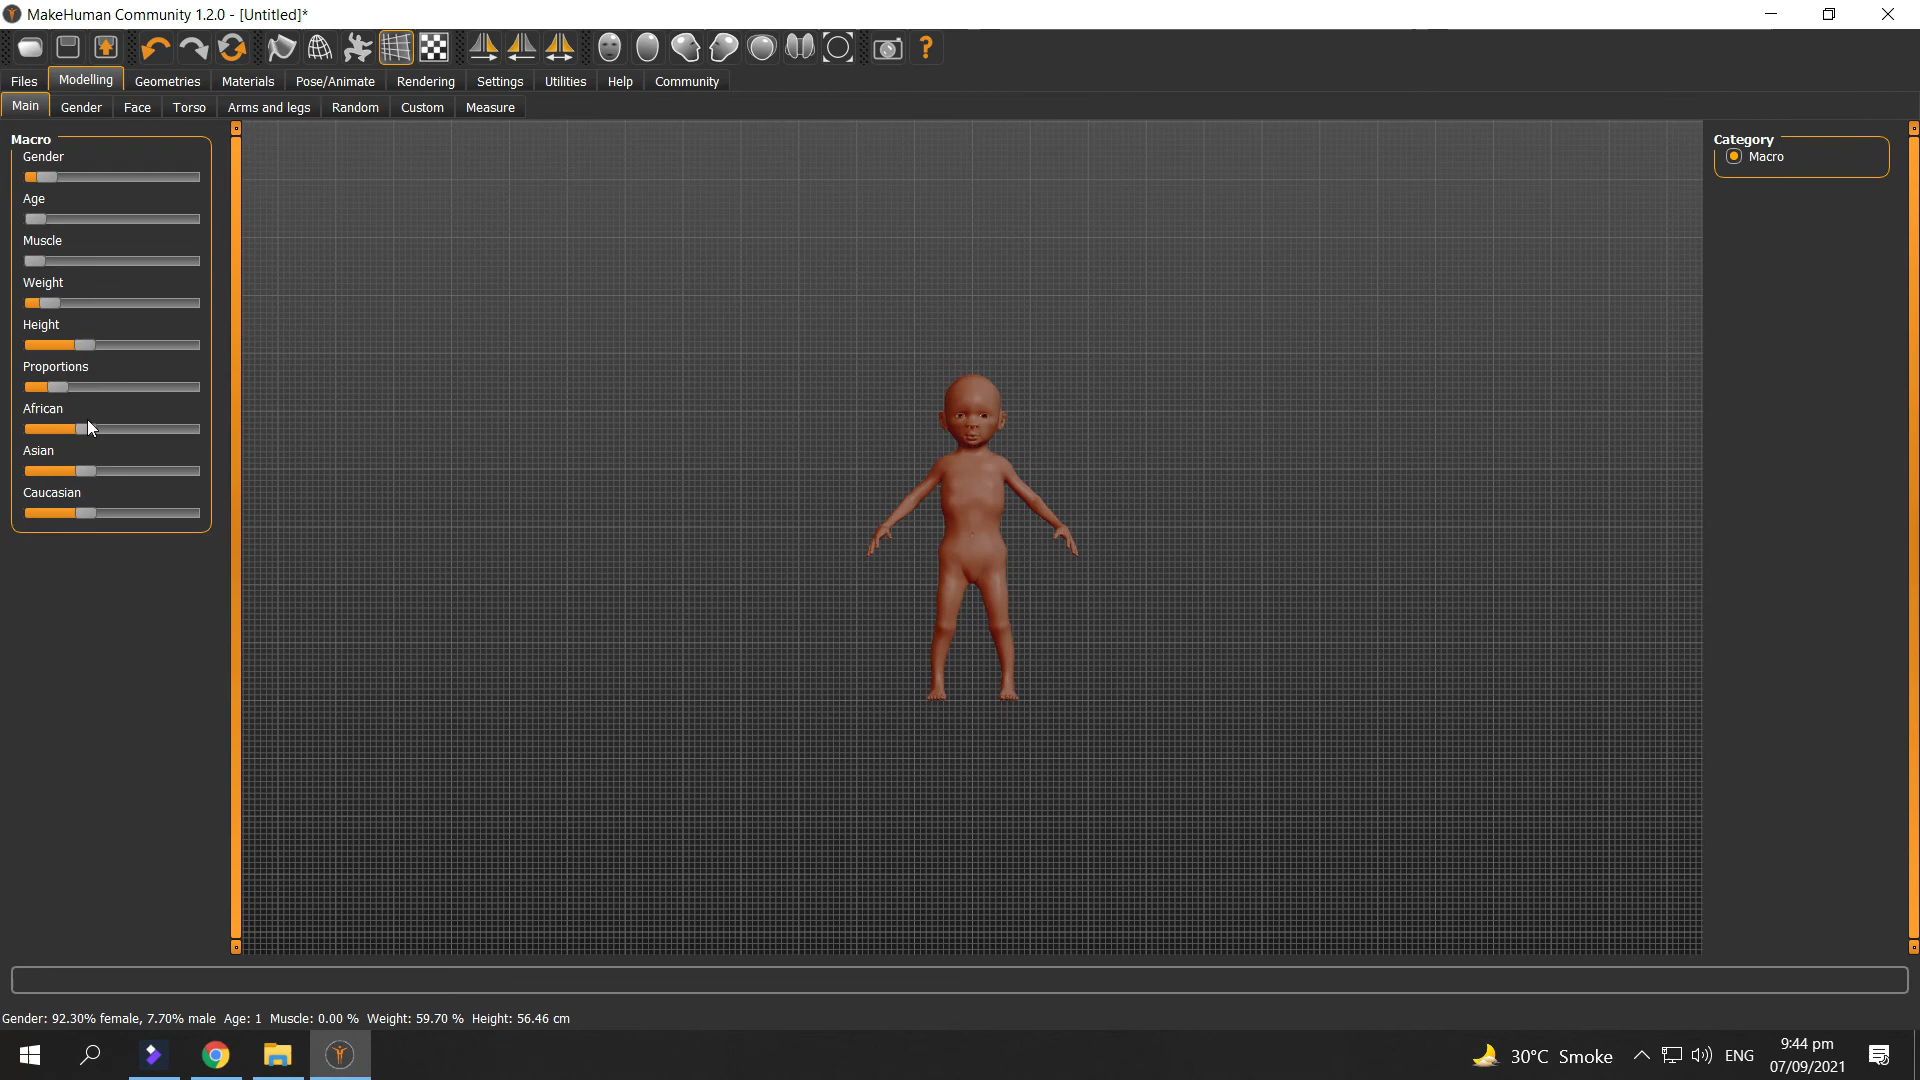 MakeHuman Community 1.2.0 - [Untitled]*
Files Modelling Geometries Materials Pose/Animate Rendering Settings Utilities Help Community
Main Gender Face Torso Arms and legs Random Custom Measure
Macro
Gender
Age
Muscle
Weight
Height
Proportions
African
Asian
Caucasian
Category
Macro
Gender: 92.30% female, 7.70% male Age: 1 Muscle: 0.00 % Weight: 59.70 % Height: 56.46 cm
30°C Smoke
ENG
9:44 pm
07/09/2021